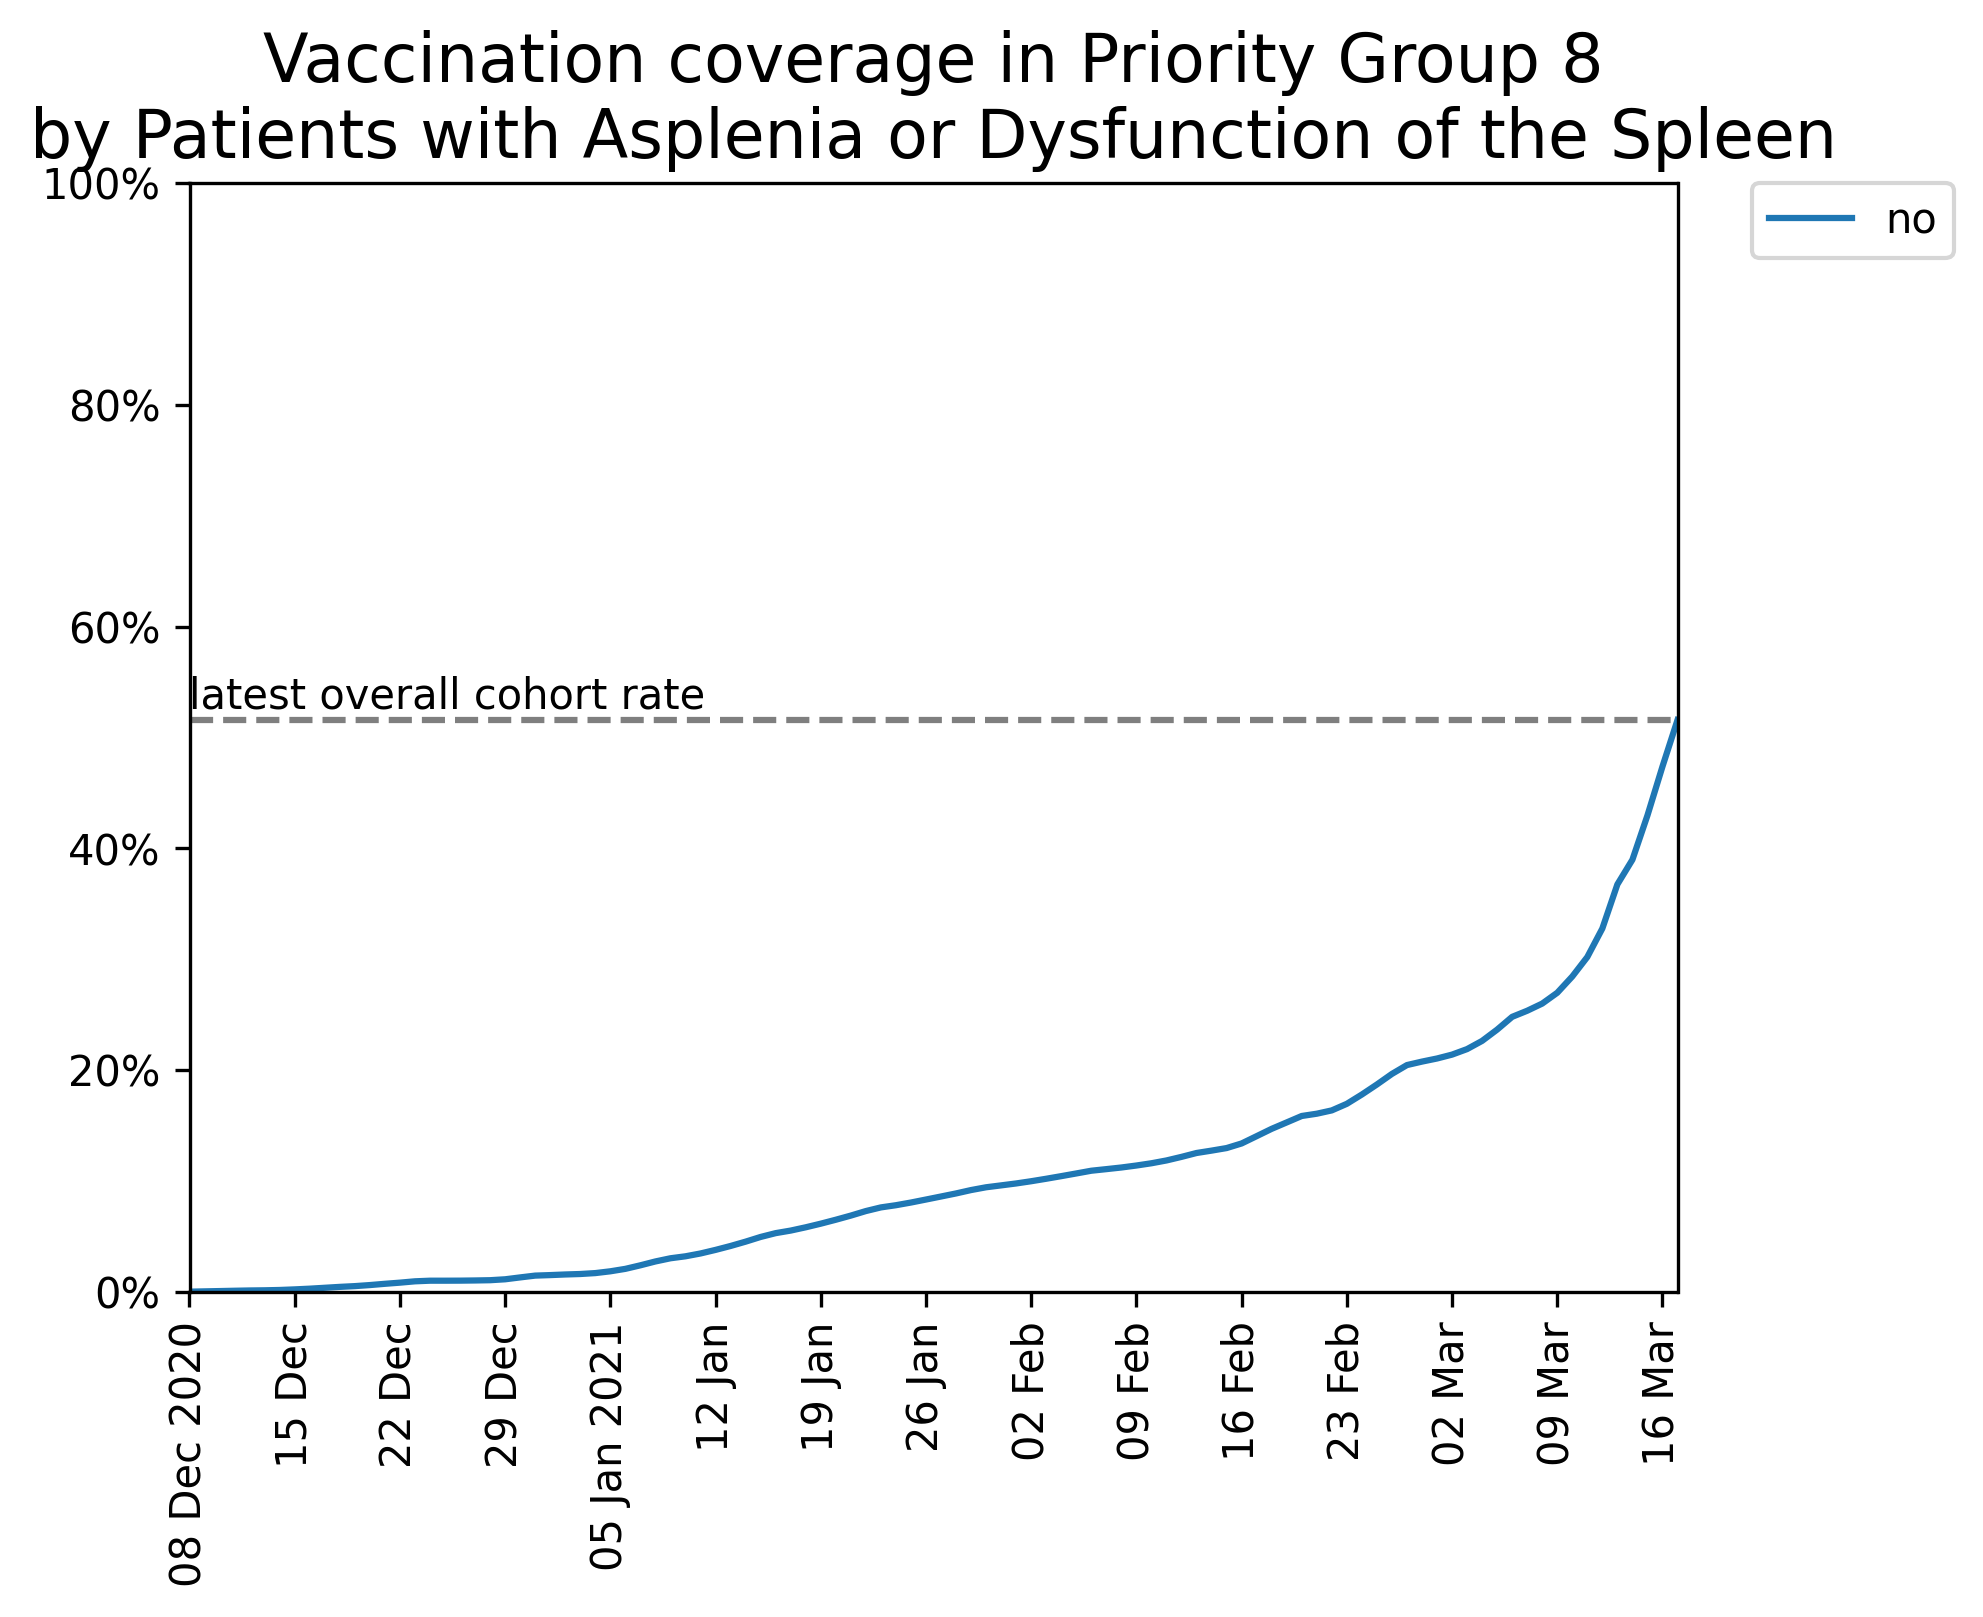 Vaccination coverage in Priority Group 8
by Patients with Asplenia or Dysfunction of the Spleen
100%
80%
60%
40%
20%
0%
latest overall cohort rate
no
08 Dec 2020
15 Dec
22 Dec
29 Dec
05 Jan 2021
12 Jan
19 Jan
26 Jan
02 Feb
09 Feb
16 Feb
23 Feb
02 Mar
09 Mar
16 Mar